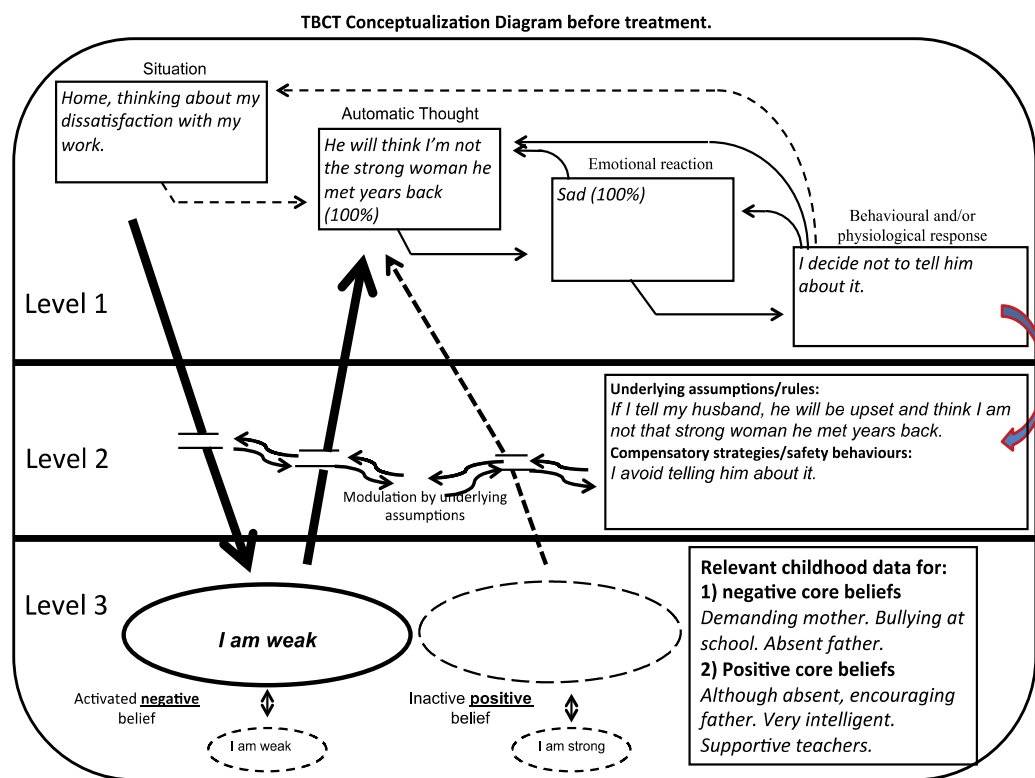 TBCT Conceptualization Diagram before treatment.
Situation
Home, thinking about my
dissatisfaction with my
work.
Automatic Thought
He will think I'm not
the strong woman he
met years back
(100%)
Emotional reaction
Sad (100%)
Behavioural and/or
physiological response
I decide not to tell him
about it.
Level 1
Underlying assumptions/rules:
If I tell my husband, he will be upset and think I am
not that strong woman he met years back.
Compensatory strategies/safety behaviours:
I avoid telling him about it.
Level 2
Modulation by underlying
assumptions
Level 3
I am weak
Activated negative
belief
I am weak
Inactive positive
belief
I am strong
Relevant childhood data for:
1) negative core beliefs
Demanding mother. Bullying at
school. Absent father.
2) Positive core beliefs
Although absent, encouraging
father. Very intelligent.
Supportive teachers.